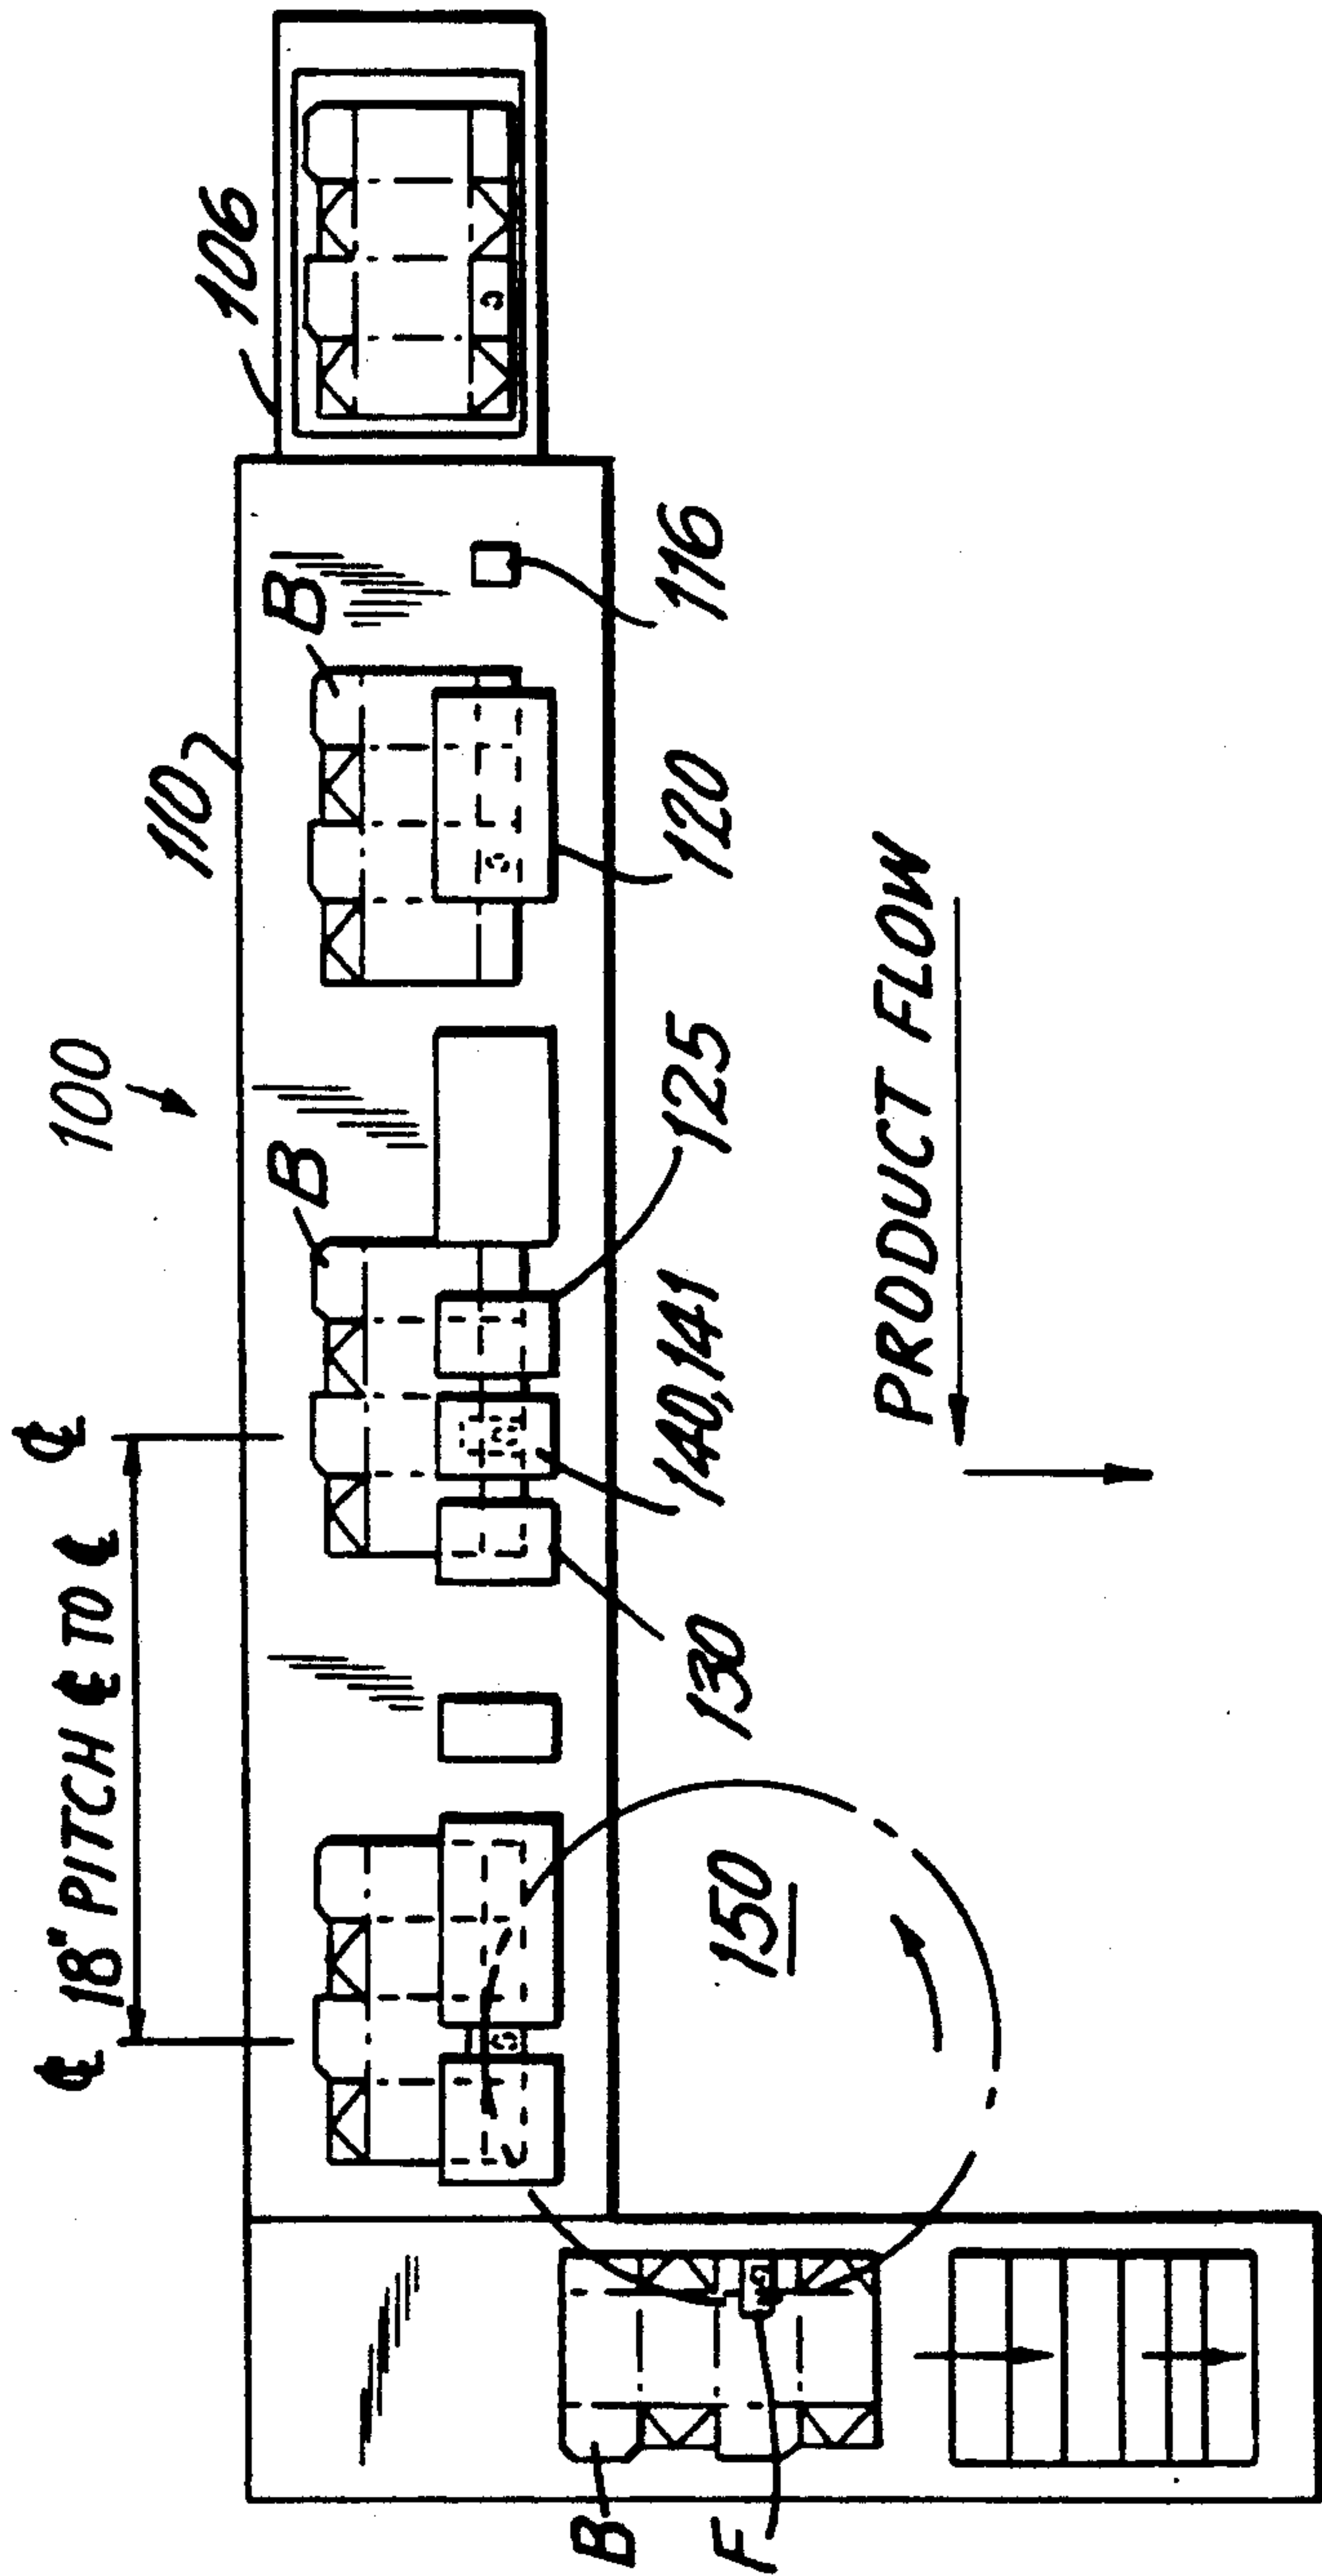 106
110
B
116
120
100
B
125
140, 141
130
℄ 18" PITCH ℄ TO ℄ ℄
150
PRODUCT FLOW
B
F